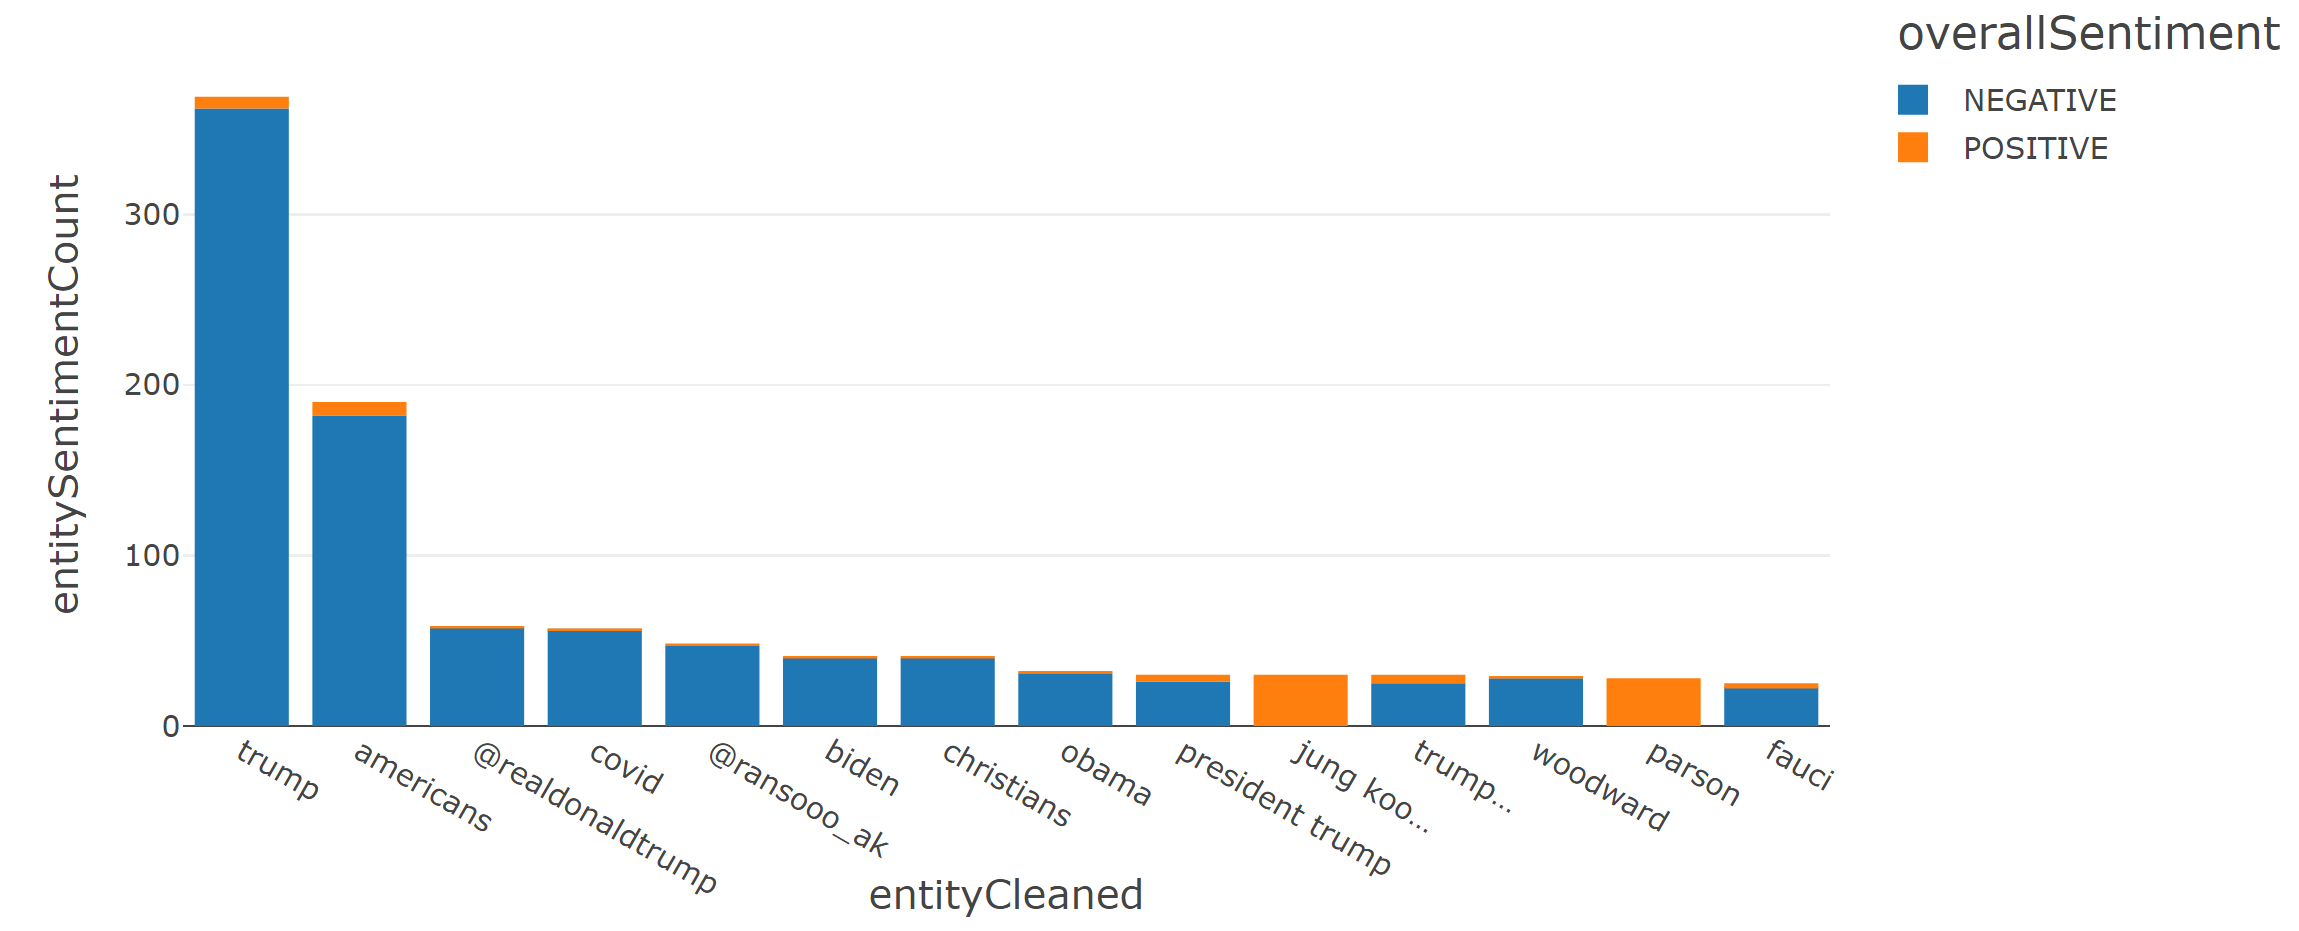 overallSentiment
NEGATIVE
POSITIVE
entitySentimentCount
300
200
100
0
trump
americans
@realdonaldtrump
covid
@ransooo_ak
biden
christians
obama
president trump
jung koo…
trump…
woodward
parson
fauci
entityCleaned